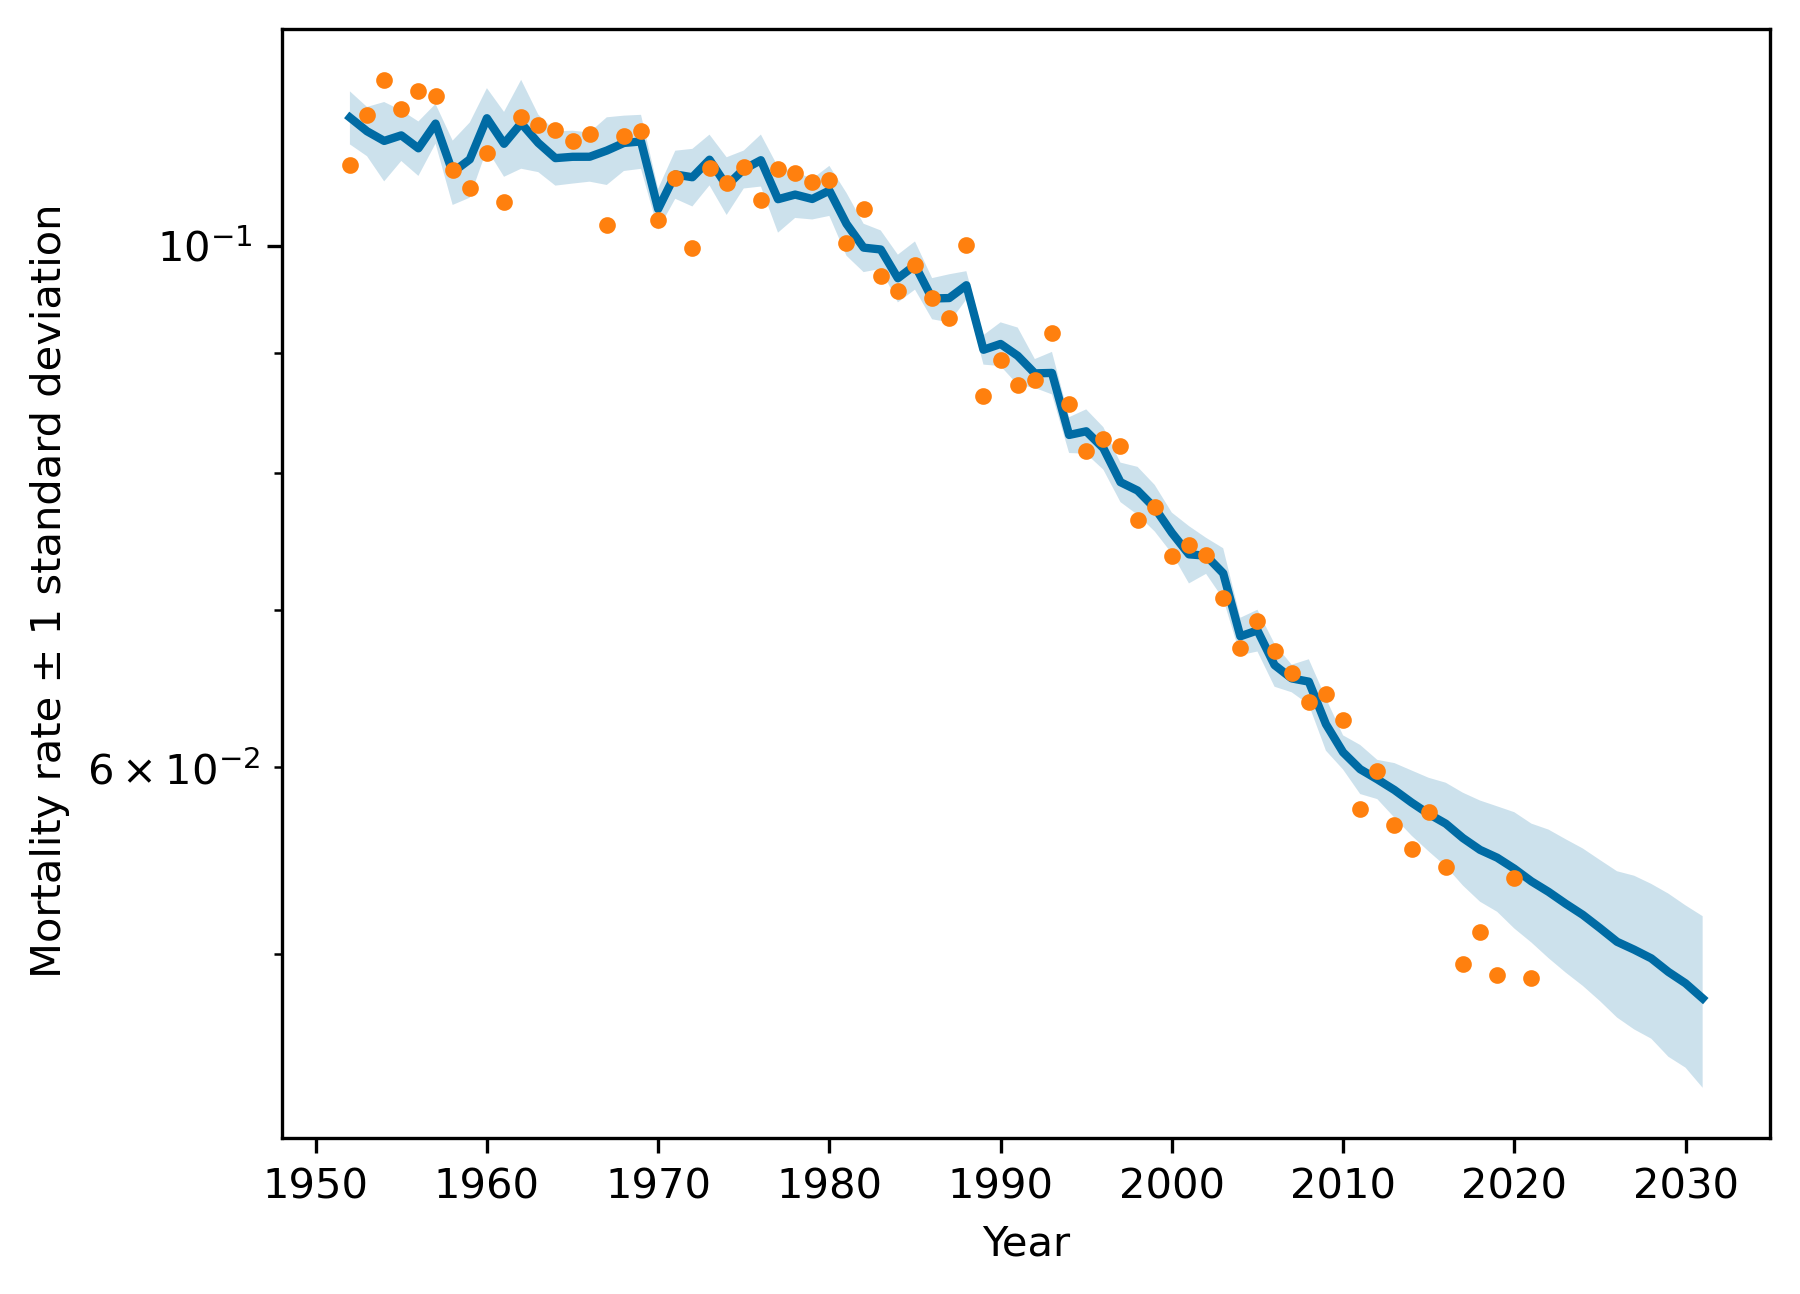 Mortality rate ± 1 standard deviation
10⁻¹
6 × 10⁻²
1950 1960 1970 1980 1990 2000 2010 2020 2030
Year